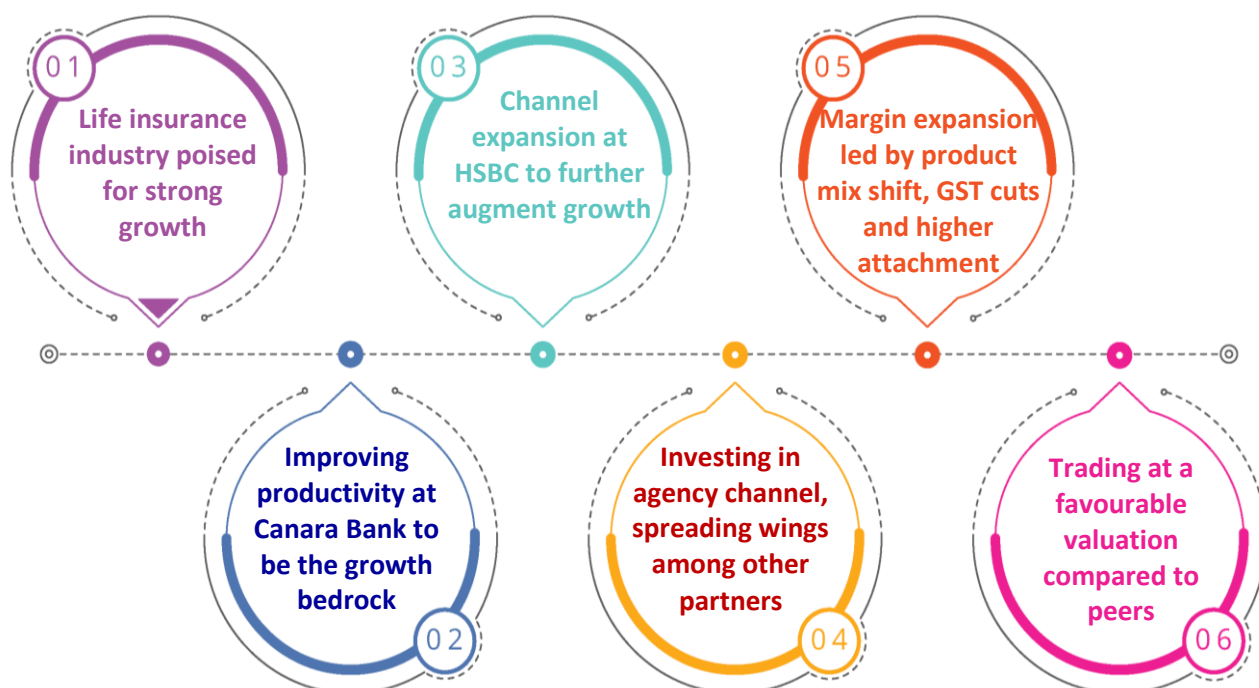 01
Life insurance
industry poised
for strong
growth
02
Improving
productivity at
Canara Bank to
be the growth
bedrock
03
Channel
expansion at
HSBC to further
augment growth
04
Investing in
agency channel,
spreading wings
among other
partners
05
Margin expansion
led by product
mix shift, GST cuts
and higher
attachment
06
Trading at a
favourable
valuation
compared to
peers